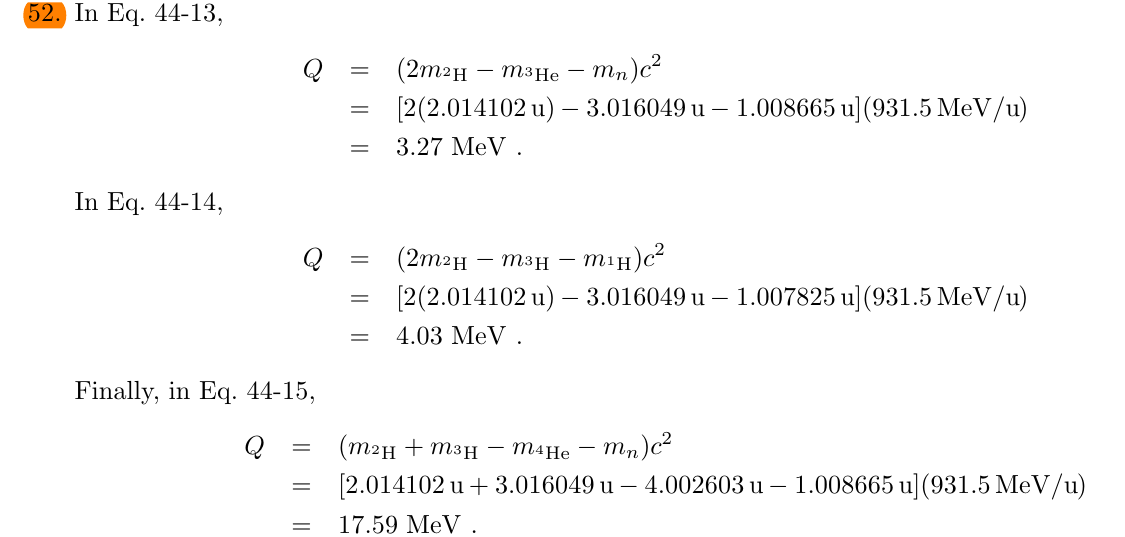 52. In Eq. 44-13,
Q = (2m²H − m³He − mₙ)c²
= [2(2.014102 u) − 3.016049 u − 1.008665 u](931.5 MeV/u)
= 3.27 MeV .
In Eq. 44-14,
Q = (2m²H − m³H − m¹H)c²
= [2(2.014102 u) − 3.016049 u − 1.007825 u](931.5 MeV/u)
= 4.03 MeV .
Finally, in Eq. 44-15,
Q = (m²H + m³H − m⁴He − mₙ)c²
= [2.014102 u + 3.016049 u − 4.002603 u − 1.008665 u](931.5 MeV/u)
= 17.59 MeV .